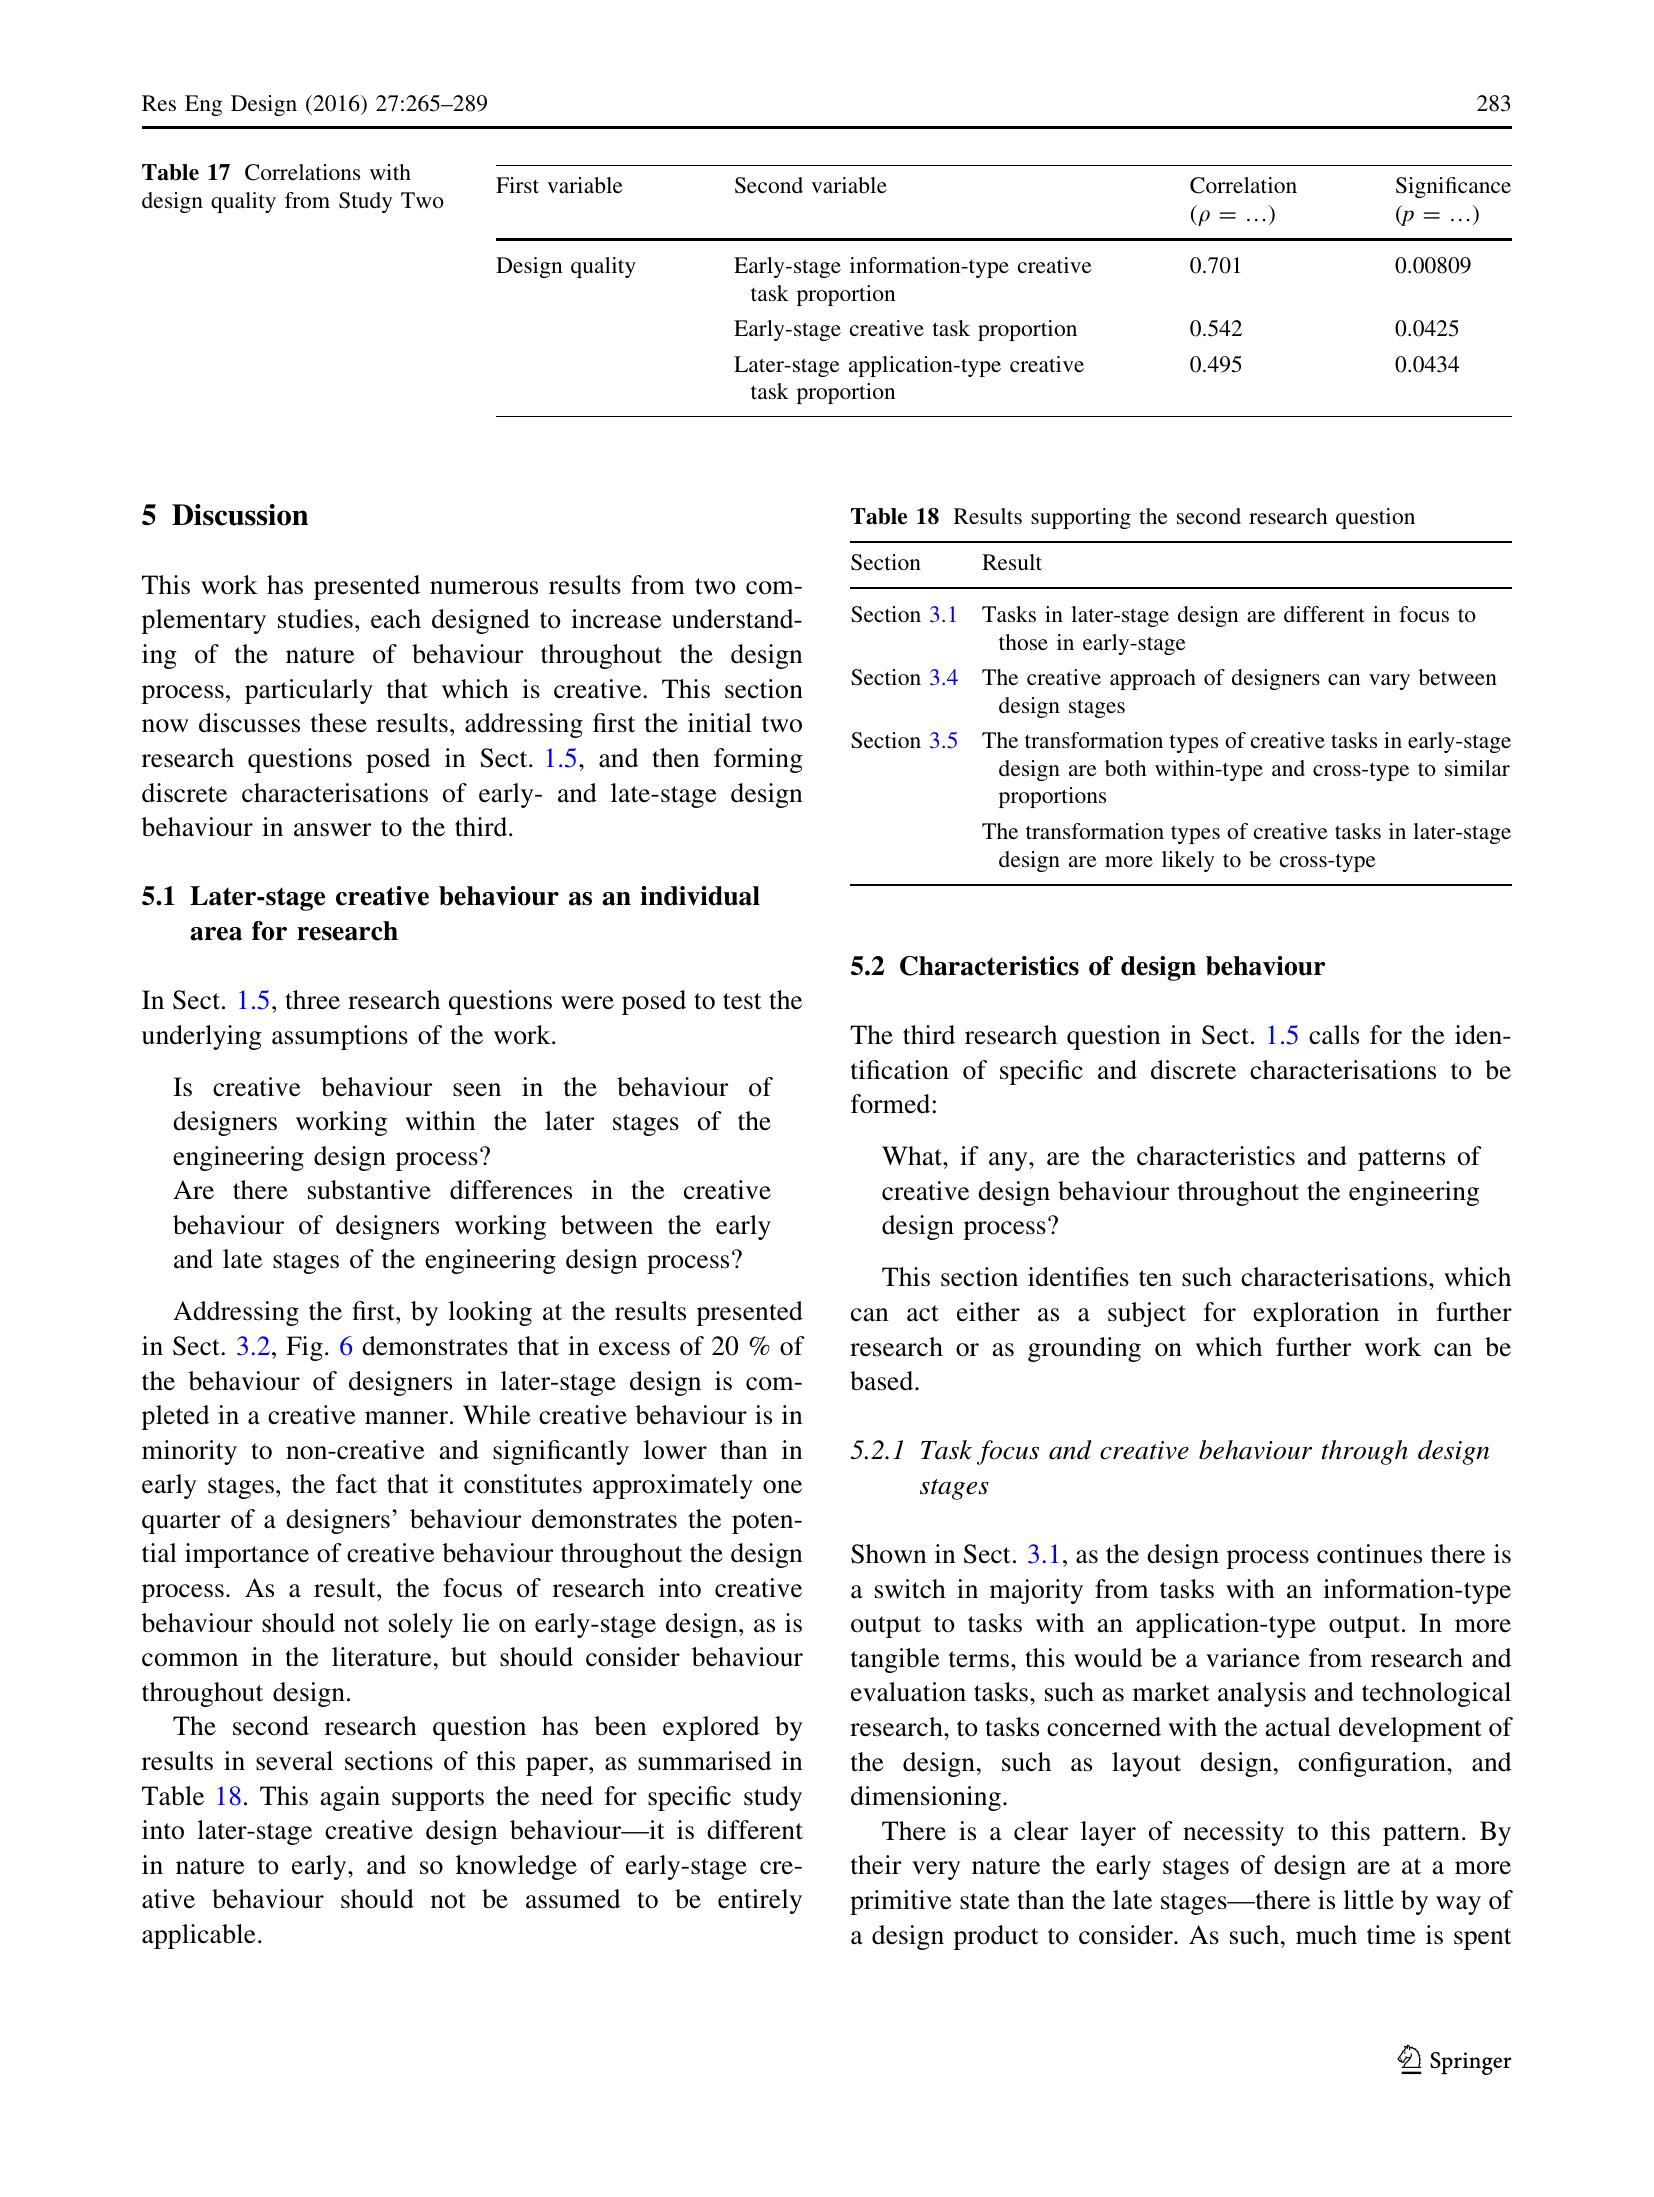 Res Eng Design (2016) 27:265–289 283
Table 17 Correlations with
design quality from Study Two
First variable Second variable Correlation Significance
(ρ = …) (p = …)
Design quality Early-stage information-type creative 0.701 0.00809
task proportion
Early-stage creative task proportion 0.542 0.0425
Later-stage application-type creative 0.495 0.0434
task proportion
5 Discussion
This work has presented numerous results from two com-
plementary studies, each designed to increase understand-
ing of the nature of behaviour throughout the design
process, particularly that which is creative. This section
now discusses these results, addressing first the initial two
research questions posed in Sect. 1.5, and then forming
discrete characterisations of early- and late-stage design
behaviour in answer to the third.
5.1 Later-stage creative behaviour as an individual
area for research
In Sect. 1.5, three research questions were posed to test the
underlying assumptions of the work.
Is creative behaviour seen in the behaviour of
designers working within the later stages of the
engineering design process?
Are there substantive differences in the creative
behaviour of designers working between the early
and late stages of the engineering design process?
Addressing the first, by looking at the results presented
in Sect. 3.2, Fig. 6 demonstrates that in excess of 20 % of
the behaviour of designers in later-stage design is com-
pleted in a creative manner. While creative behaviour is in
minority to non-creative and significantly lower than in
early stages, the fact that it constitutes approximately one
quarter of a designers’ behaviour demonstrates the poten-
tial importance of creative behaviour throughout the design
process. As a result, the focus of research into creative
behaviour should not solely lie on early-stage design, as is
common in the literature, but should consider behaviour
throughout design.
The second research question has been explored by
results in several sections of this paper, as summarised in
Table 18. This again supports the need for specific study
into later-stage creative design behaviour—it is different
in nature to early, and so knowledge of early-stage cre-
ative behaviour should not be assumed to be entirely
applicable.
Table 18 Results supporting the second research question
Section Result
Section 3.1 Tasks in later-stage design are different in focus to
those in early-stage
Section 3.4 The creative approach of designers can vary between
design stages
Section 3.5 The transformation types of creative tasks in early-stage
design are both within-type and cross-type to similar
proportions
The transformation types of creative tasks in later-stage
design are more likely to be cross-type
5.2 Characteristics of design behaviour
The third research question in Sect. 1.5 calls for the iden-
tification of specific and discrete characterisations to be
formed:
What, if any, are the characteristics and patterns of
creative design behaviour throughout the engineering
design process?
This section identifies ten such characterisations, which
can act either as a subject for exploration in further
research or as grounding on which further work can be
based.
5.2.1 Task focus and creative behaviour through design
stages
Shown in Sect. 3.1, as the design process continues there is
a switch in majority from tasks with an information-type
output to tasks with an application-type output. In more
tangible terms, this would be a variance from research and
evaluation tasks, such as market analysis and technological
research, to tasks concerned with the actual development of
the design, such as layout design, configuration, and
dimensioning.
There is a clear layer of necessity to this pattern. By
their very nature the early stages of design are at a more
primitive state than the late stages—there is little by way of
a design product to consider. As such, much time is spent
Springer